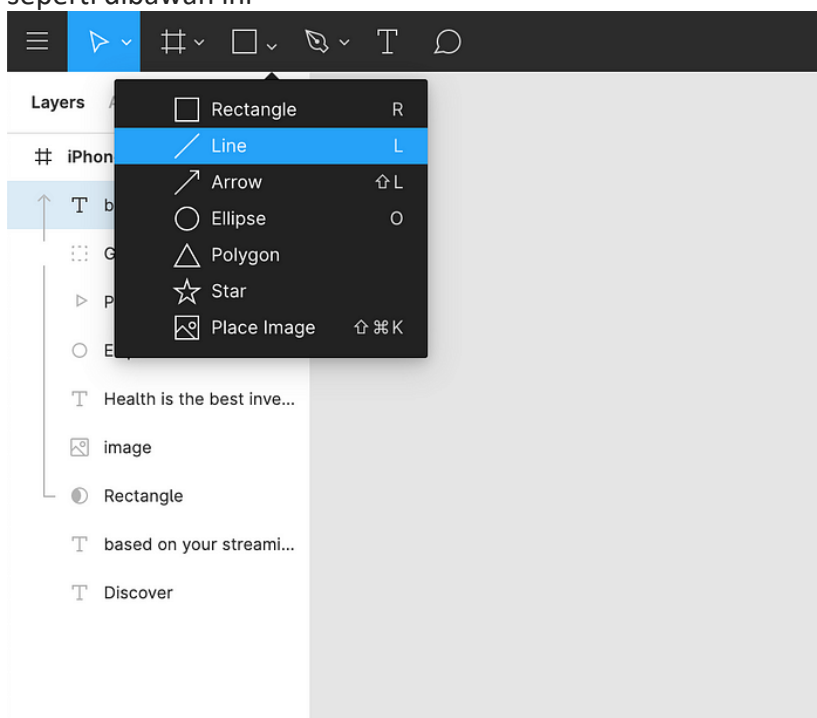 seperti dibawah ini
Layers
Rectangle R
Line L
Arrow ⇧L
Ellipse O
Polygon
Star
Place Image ⇧⌘K
Health is the best inve...
image
Rectangle
based on your streami...
Discover